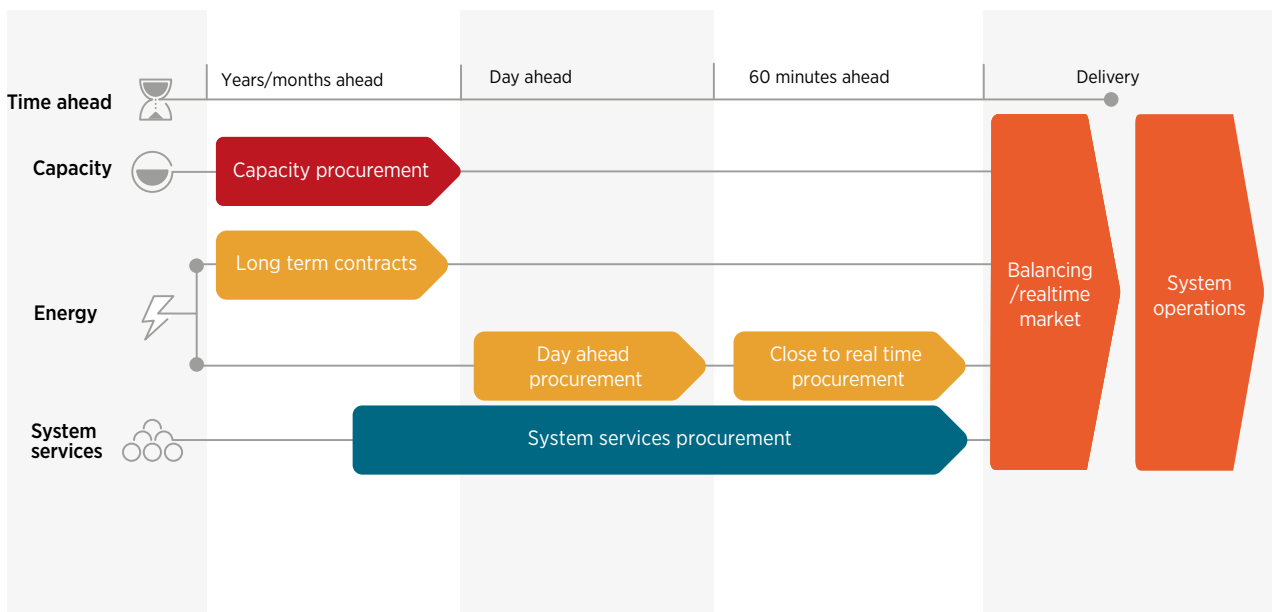 Years/months ahead
Day ahead
60 minutes ahead
Delivery
Time ahead
Capacity
Capacity procurement
Long term contracts
Energy
Day ahead
procurement
Close to real time
procurement
System
services
System services procurement
Balancing
/realtime
market
System
operations